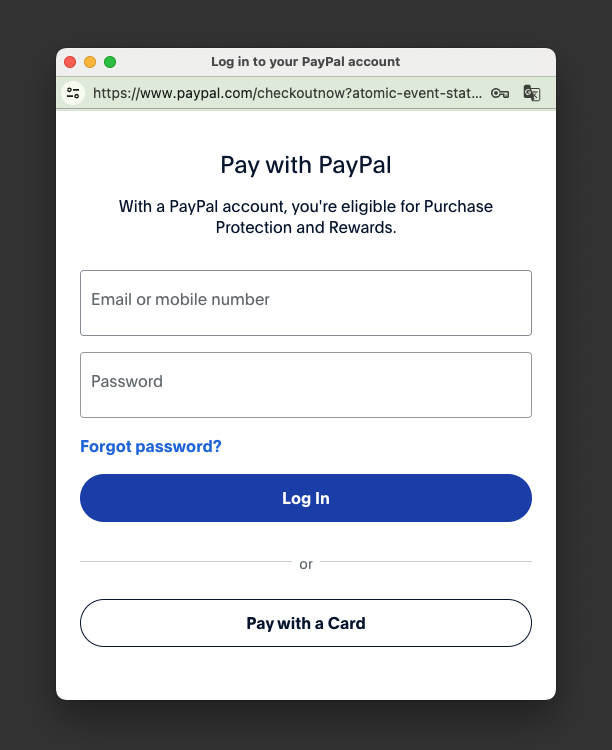 Log in to your PayPal account
https://www.paypal.com/checkoutnow?atomic-event-stat...
Pay with PayPal
With a PayPal account, you're eligible for Purchase
Protection and Rewards.
Email or mobile number
Password
Forgot password?
Log In
or
Pay with a Card